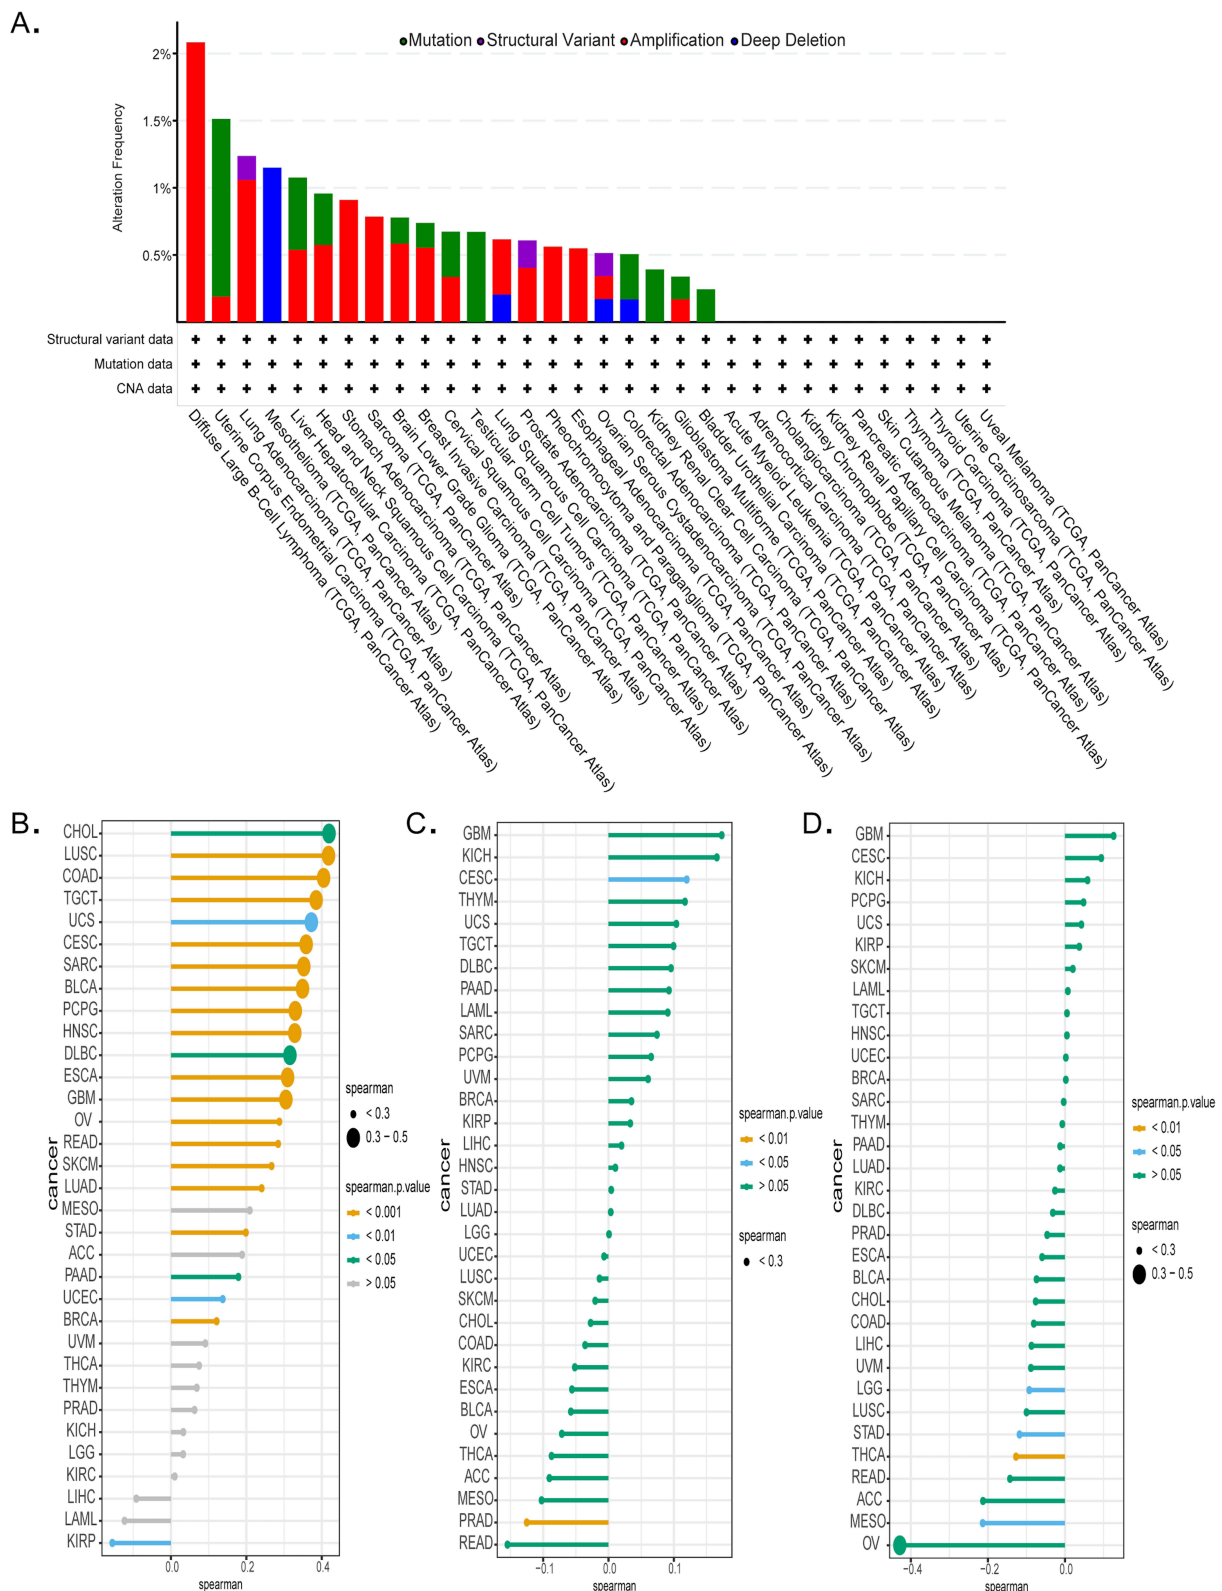 A.
Mutation Structural Variant Amplification Deep Deletion
Alteration Frequency
2%
1.5%
1%
0.5%
Structural variant data
Mutation data
CNA data
Diffuse Large B-Cell Lymphoma (TCGA, PanCancer Atlas)
Uterine Corpus Endometrial Carcinoma (TCGA, PanCancer Atlas)
Lung Adenocarcinoma (TCGA, PanCancer Atlas)
Mesothelioma (TCGA, PanCancer Atlas)
Liver Hepatocellular Carcinoma (TCGA, PanCancer Atlas)
Head and Neck Squamous Cell Carcinoma (TCGA, PanCancer Atlas)
Stomach Adenocarcinoma (TCGA, PanCancer Atlas)
Sarcoma (TCGA, PanCancer Atlas)
Brain Lower Grade Glioma (TCGA, PanCancer Atlas)
Breast Invasive Carcinoma (TCGA, PanCancer Atlas)
Cervical Squamous Cell Carcinoma (TCGA, PanCancer Atlas)
Testicular Germ Cell Tumors (TCGA, PanCancer Atlas)
Lung Squamous Cell Carcinoma (TCGA, PanCancer Atlas)
Prostate Adenocarcinoma (TCGA, PanCancer Atlas)
Pheochromocytoma and Paraganglioma (TCGA, PanCancer Atlas)
Esophageal Adenocarcinoma (TCGA, PanCancer Atlas)
Ovarian Serous Cystadenocarcinoma (TCGA, PanCancer Atlas)
Colorectal Adenocarcinoma (TCGA, PanCancer Atlas)
Kidney Renal Clear Cell Carcinoma (TCGA, PanCancer Atlas)
Glioblastoma Multiforme (TCGA, PanCancer Atlas)
Bladder Urothelial Carcinoma (TCGA, PanCancer Atlas)
Acute Myeloid Leukemia (TCGA, PanCancer Atlas)
Adrenocortical Carcinoma (TCGA, PanCancer Atlas)
Cholangiocarcinoma (TCGA, PanCancer Atlas)
Kidney Chromophobe (TCGA, PanCancer Atlas)
Kidney Renal Papillary Cell Carcinoma (TCGA, PanCancer Atlas)
Pancreatic Adenocarcinoma (TCGA, PanCancer Atlas)
Skin Cutaneous Melanoma (TCGA, PanCancer Atlas)
Thymoma (TCGA, PanCancer Atlas)
Thyroid Carcinoma (TCGA, PanCancer Atlas)
Uterine Carcinosarcoma (TCGA, PanCancer Atlas)
Uveal Melanoma (TCGA, PanCancer Atlas)
B.
cancer
CHOL
LUSC
COAD
TGCT
UCS
CESC
SARC
BLCA
PCPG
HNSC
DLBC
ESCA
GBM
OV
READ
SKCM
LUAD
MESO
STAD
ACC
PAAD
UCEC
BRCA
UVM
THCA
THYM
PRAD
KICH
LGG
KIRC
LIHC
LAML
KIRP
0.0 0.2 0.4
spearman
spearman
< 0.3
0.3 − 0.5
spearman.p.value
< 0.001
< 0.01
< 0.05
> 0.05
C.
cancer
GBM
KICH
CESC
THYM
UCS
TGCT
DLBC
PAAD
LAML
SARC
PCPG
UVM
BRCA
KIRP
LIHC
HNSC
STAD
LUAD
LGG
UCEC
LUSC
SKCM
CHOL
COAD
KIRC
ESCA
BLCA
OV
THCA
ACC
MESO
PRAD
READ
−0.1 0.0 0.1
spearman
spearman.p.value
< 0.01
< 0.05
> 0.05
spearman
< 0.3
D.
cancer
GBM
CESC
KICH
PCPG
UCS
KIRP
SKCM
LAML
TGCT
HNSC
UCEC
BRCA
SARC
THYM
PAAD
LUAD
KIRC
DLBC
PRAD
ESCA
BLCA
CHOL
COAD
LIHC
UVM
LGG
LUSC
STAD
THCA
READ
ACC
MESO
OV
−0.4 −0.2 0.0
spearman
spearman.p.value
< 0.01
< 0.05
> 0.05
spearman
< 0.3
0.3 − 0.5